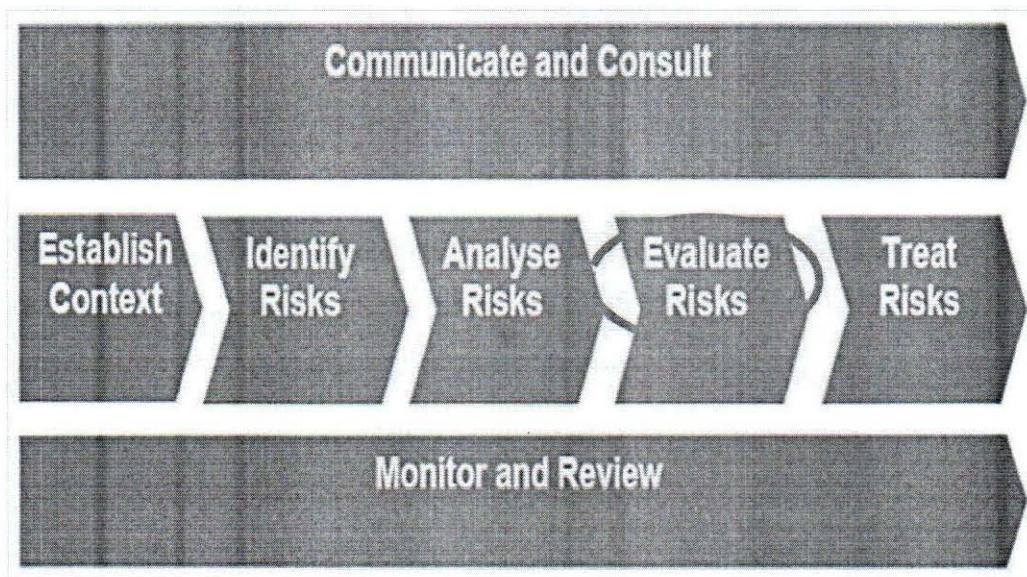 Communicate and Consult
Establish
Context
Identify
Risks
Analyse
Risks
Evaluate
Risks
Treat
Risks
Monitor and Review